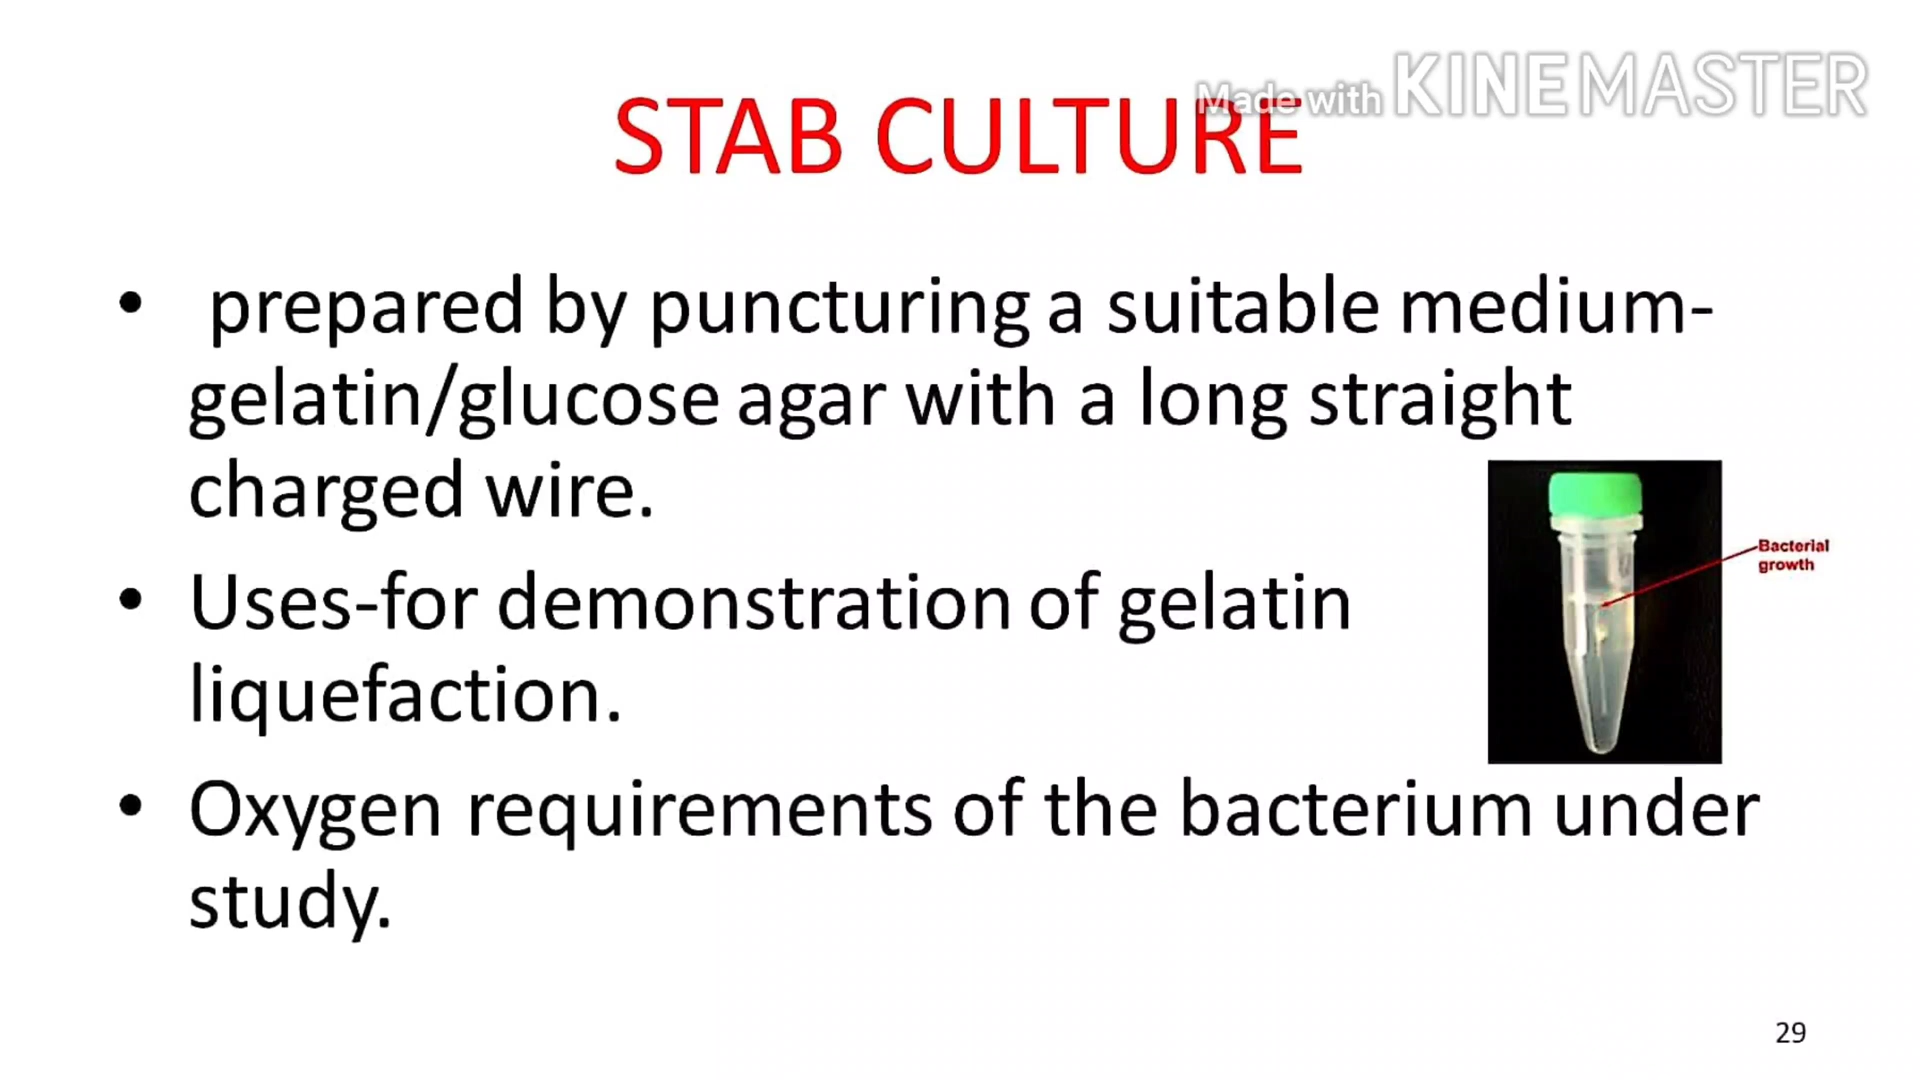 Made with KINEMASTER
STAB CULTURE
• prepared by puncturing a suitable medium-
gelatin/glucose agar with a long straight
charged wire.
• Uses-for demonstration of gelatin
liquefaction.
Bacterial
growth
• Oxygen requirements of the bacterium under
study.
29